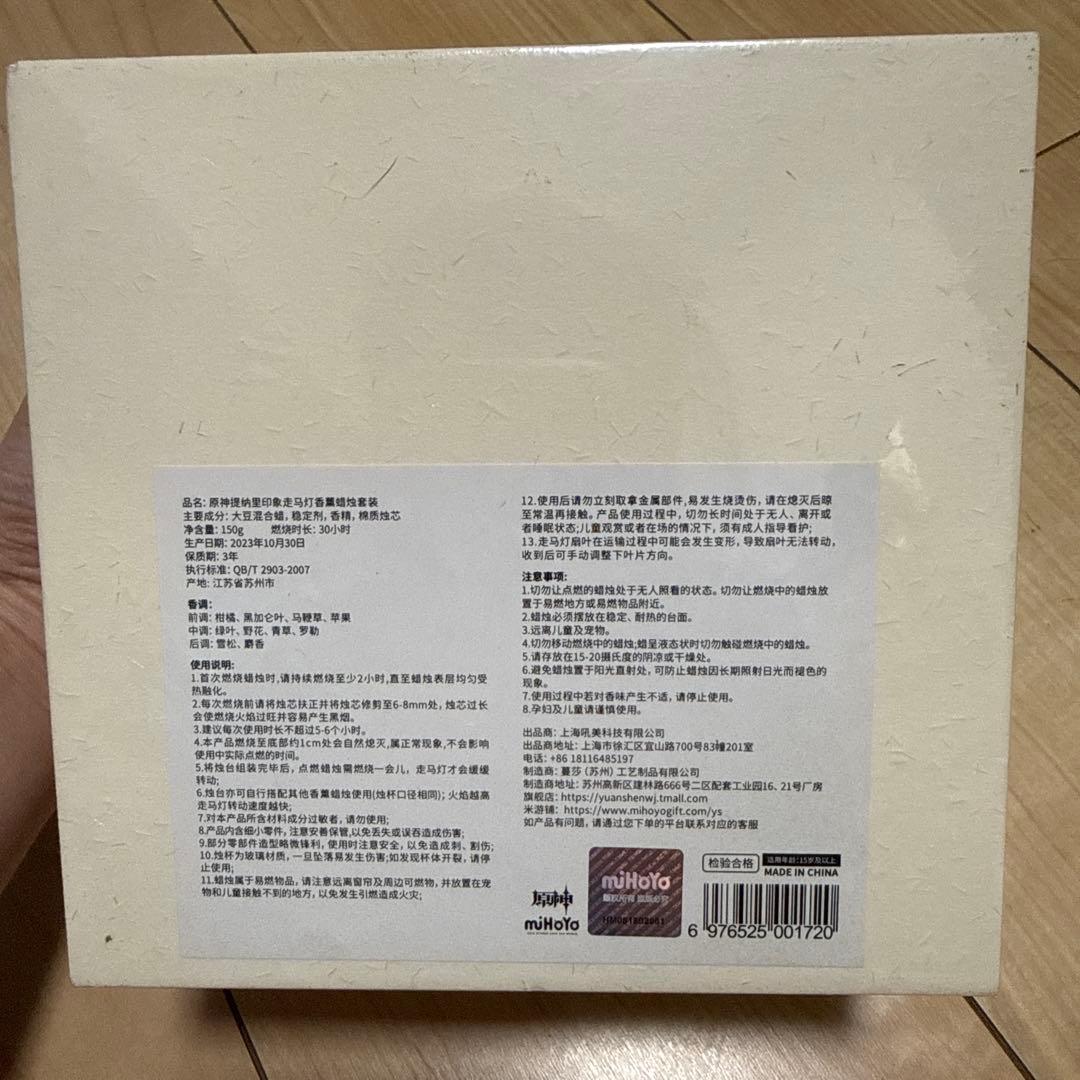 品名: 原神提纳里印象走马灯香薰蜡烛套装
主要成分: 大豆混合蜡, 稳定剂, 香精, 棉质烛芯
净含量: 150g 燃烧时长: 30小时
生产日期: 2023年10月30日
保质期: 3年
执行标准: QB/T 2903-2007
产地: 江苏省苏州市
香调:
前调: 柑橘、黑加仑叶、马鞭草、苹果
中调: 绿叶、野花、青草、罗勒
后调: 雪松、麝香
使用说明:
1.首次燃烧蜡烛时,请持续燃烧至少2小时,直至蜡烛表层均匀受
热融化。
2.每次燃烧前请将烛芯扶正并将烛芯修剪至6-8mm处, 烛芯过长
会使燃烧火焰过旺并容易产生黑烟。
3.建议每次使用时长不超过5-6个小时。
4.本产品燃烧至底部约1cm处会自然熄灭,属正常现象,不会影响
使用中实际点燃的时间。
5.将烛台组装完毕后, 点燃蜡烛需燃烧一会儿, 走马灯才会缓缓
转动;
6.烛台亦可自行搭配其他香薰蜡烛使用(烛杯口径相同); 火焰越高
走马灯转动速度越快;
7.对本产品所含材料成分过敏者, 请勿使用;
8.产品内含细小零件, 注意妥善保管,以免丢失或误吞造成伤害;
9.部分零部件造型略微锋利, 使用时注意安全, 以免造成刺、割伤;
10.烛杯为玻璃材质, 一旦坠落易发生伤害;如发现杯体开裂, 请停
止使用;
11.蜡烛属于易燃物品, 请注意远离窗帘及周边可燃物, 并放置在宠
物和儿童接触不到的地方, 以免发生引燃造成火灾;
12.使用后请勿立刻取拿金属部件,易发生烧烫伤, 请在熄灭后晾
至常温再接触。产品使用过程中, 切勿长时间处于无人、离开或
者睡眠状态;儿童观赏或者在场的情况下, 须有成人指导看护;
13.走马灯扇叶在运输过程中可能会发生变形, 导致扇叶无法转动,
收到后可手动调整下叶片方向。
注意事项:
1.切勿让点燃的蜡烛处于无人照看的状态。切勿让燃烧中的蜡烛放
置于易燃地方或易燃物品附近。
2.蜡烛必须摆放在稳定、耐热的台面。
3.远离儿童及宠物。
4.切勿移动燃烧中的蜡烛;蜡呈液态状时切勿触碰燃烧中的蜡烛。
5.请存放在15-20摄氏度的阴凉或干燥处。
6.避免蜡烛置于阳光直射处, 可防止蜡烛因长期照射日光而褪色的
现象。
7.使用过程中若对香味产生不适, 请停止使用。
8.孕妇及儿童请谨慎使用。
出品商: 上海吼美科技有限公司
出品商地址: 上海市徐汇区宜山路700号83幢201室
电话: +86 18116485197
制造商: 蔓莎 (苏州) 工艺制品有限公司
制造商地址: 苏州高新区建林路666号二区配套工业园16、21号厂房
旗舰店: https://yuanshenwj.tmall.com
米游铺: https://www.mihoyogift.com/ys
如产品有问题, 请通过您下单的平台联系对应的客服
原神
miHoYo
miHoYo
版权所有 盗版必究
HM081802081
检验合格
适用年龄:15岁及以上
MADE IN CHINA
6 976525 001720